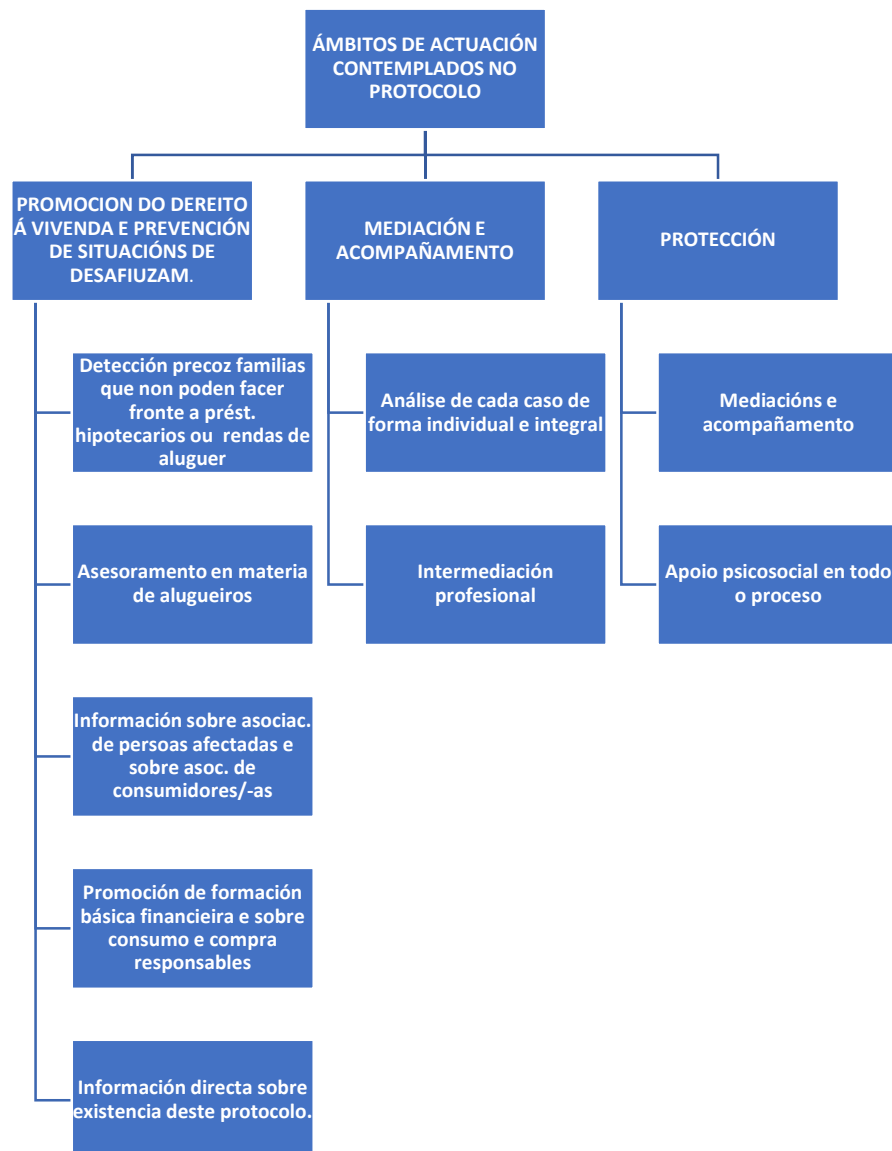 ÁMBITOS DE ACTUACIÓN
CONTEMPLADOS NO
PROTOCOLO
PROMOCION DO DEREITO
Á VIVENDA E PREVENCIÓN
DE SITUACIÓNS DE
DESAFIUZAM.
Detección precoz familias
que non poden facer
fronte a prést.
hipotecarios ou rendas de
aluguer
Asesoramento en materia
de alugueiros
Información sobre asociac.
de persoas afectadas e
sobre asoc. de
consumidores/-as
Promoción de formación
básica financieira e sobre
consumo e compra
responsables
Información directa sobre
existencia deste protocolo.
MEDIACIÓN E
ACOMPAÑAMENTO
Análise de cada caso de
forma individual e integral
Intermediación
profesional
PROTECCIÓN
Mediacións e
acompañamento
Apoio psicosocial en todo
o proceso